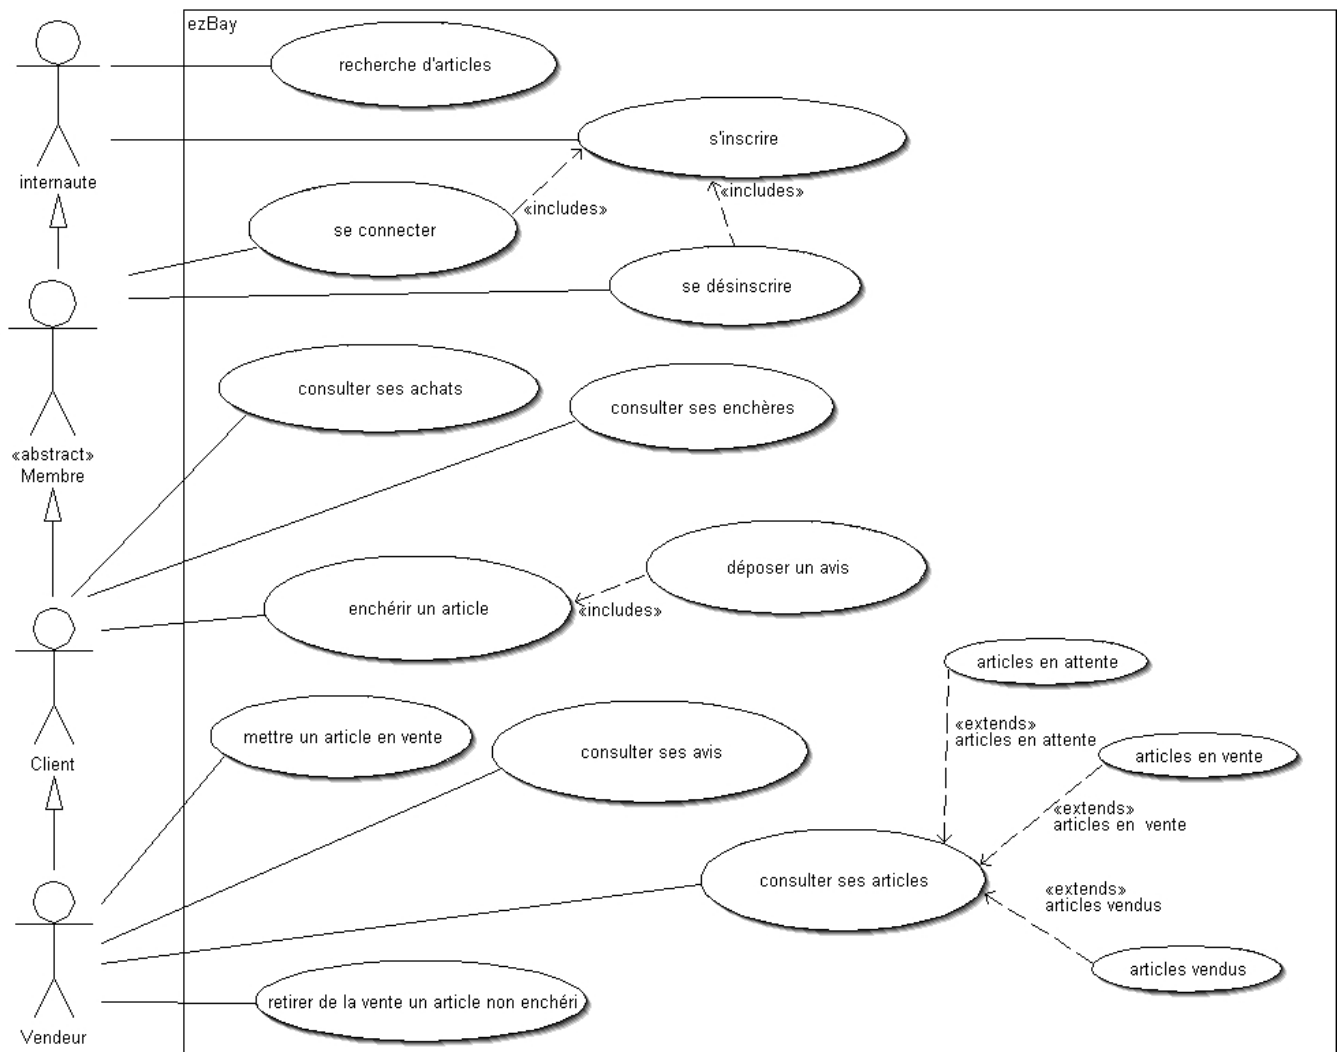 ezBay
recherche d'articles
s'inscrire
internaute
«includes»
«includes»
se connecter
se désinscrire
consulter ses achats
consulter ses enchères
«abstract»
Membre
déposer un avis
enchérir un article
«includes»
articles en attente
«extends»
articles en attente
mettre un article en vente
consulter ses avis
articles en vente
Client
«extends»
articles en  vente
consulter ses articles
«extends»
articles vendus
articles vendus
retirer de la vente un article non enchéri
Vendeur